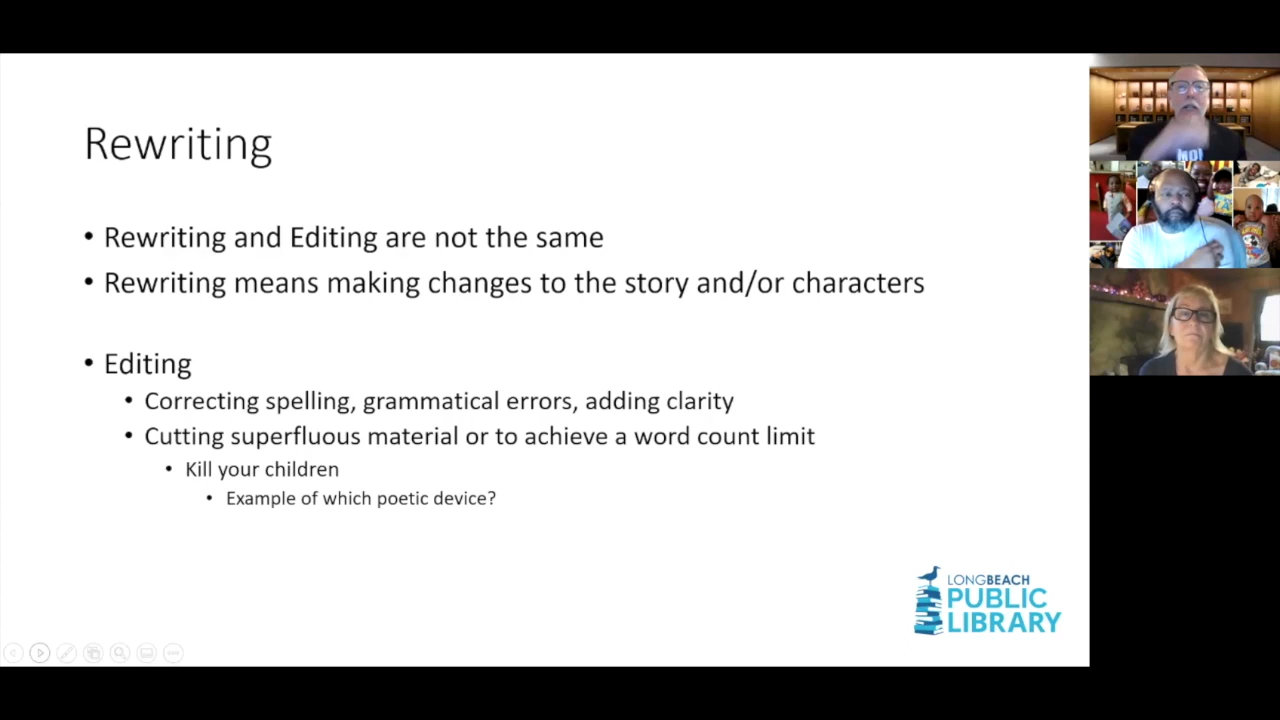 Rewriting
• Rewriting and Editing are not the same
• Rewriting means making changes to the story and/or characters
• Editing
• Correcting spelling, grammatical errors, adding clarity
• Cutting superfluous material or to achieve a word count limit
• Kill your children
• Example of which poetic device?
LONGBEACH
PUBLIC
LIBRARY